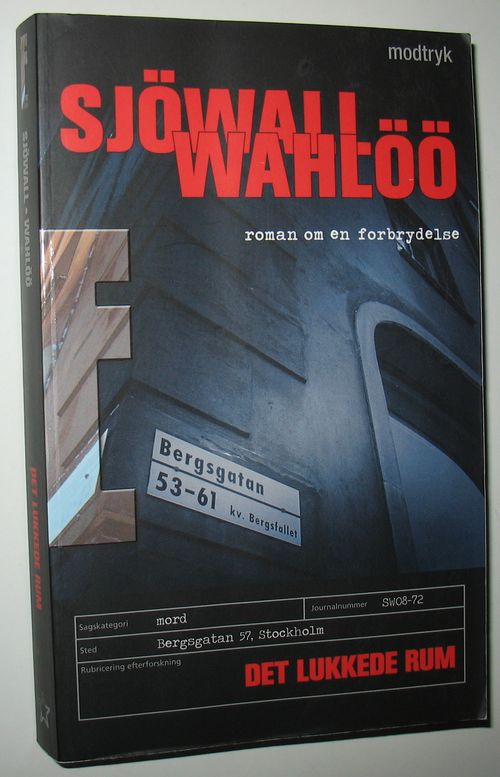 modtryk
SJÖWALL
WAHLÖÖ
roman om en forbrydelse
Bergsgatan
53-61 kv. Bergsfallet
Sagskategori mord Journalnummer SW08-72
Sted Bergsgatan 57, Stockholm
Rubricering efterforskning
DET LUKKEDE RUM
SJÖWALL - WAHLÖÖ
DET LUKKEDE RUM